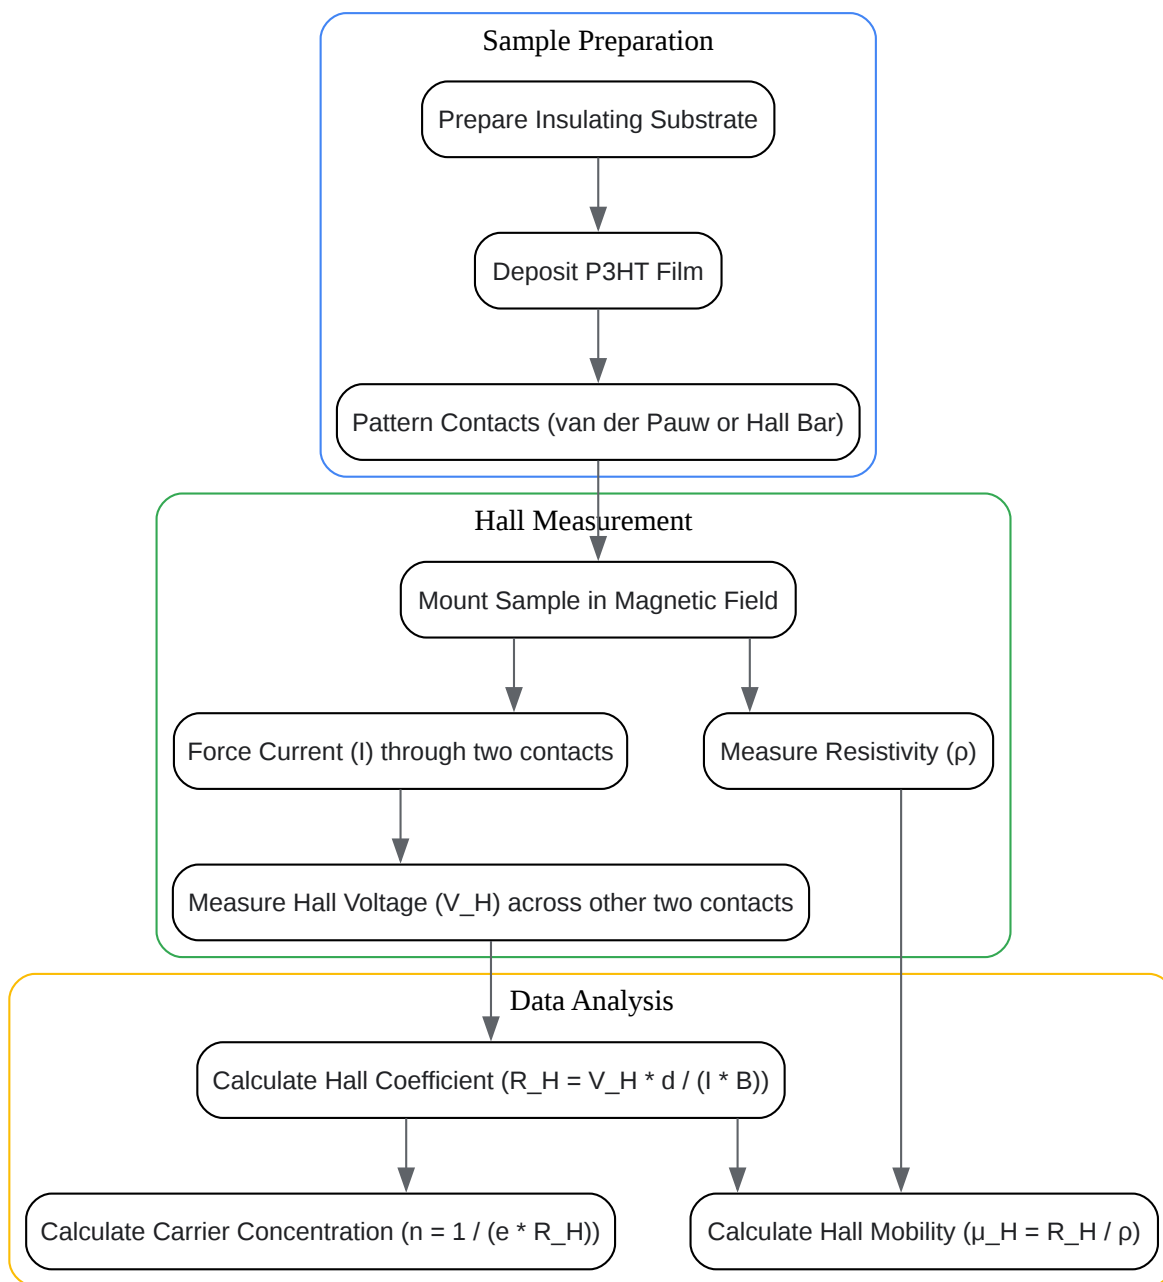 Sample Preparation
Prepare Insulating Substrate
Deposit P3HT Film
Pattern Contacts (van der Pauw or Hall Bar)
Hall Measurement
Mount Sample in Magnetic Field
Force Current (I) through two contacts
Measure Resistivity (ρ)
Measure Hall Voltage (V_H) across other two contacts
Data Analysis
Calculate Hall Coefficient (R_H = V_H * d / (I * B))
Calculate Carrier Concentration (n = 1 / (e * R_H))
Calculate Hall Mobility (μ_H = R_H / ρ)